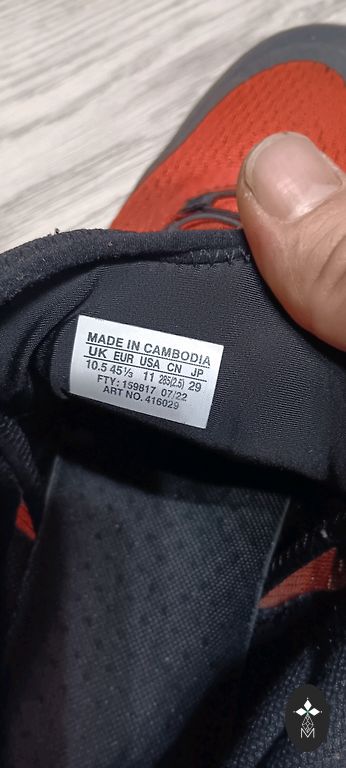 MADE IN CAMBODIA
UK EUR USA CN JP
10.5 45⅓ 11 285(2.5) 29
FTY: 159817 07/22
ART NO. 416029
M